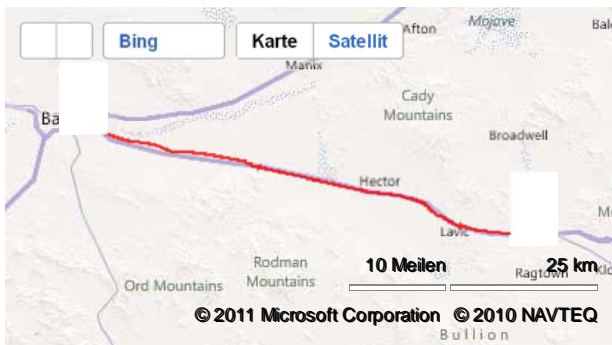 Afton
Mojave
Bing
Karte
Satellit
Manix
Cady
Mountains
Broadwell
Hector
Lavic
10 Meilen
25 km
Rodman
Mountains
Ragtown
Ord Mountains
© 2011 Microsoft Corporation © 2010 NAVTEQ
Bullion